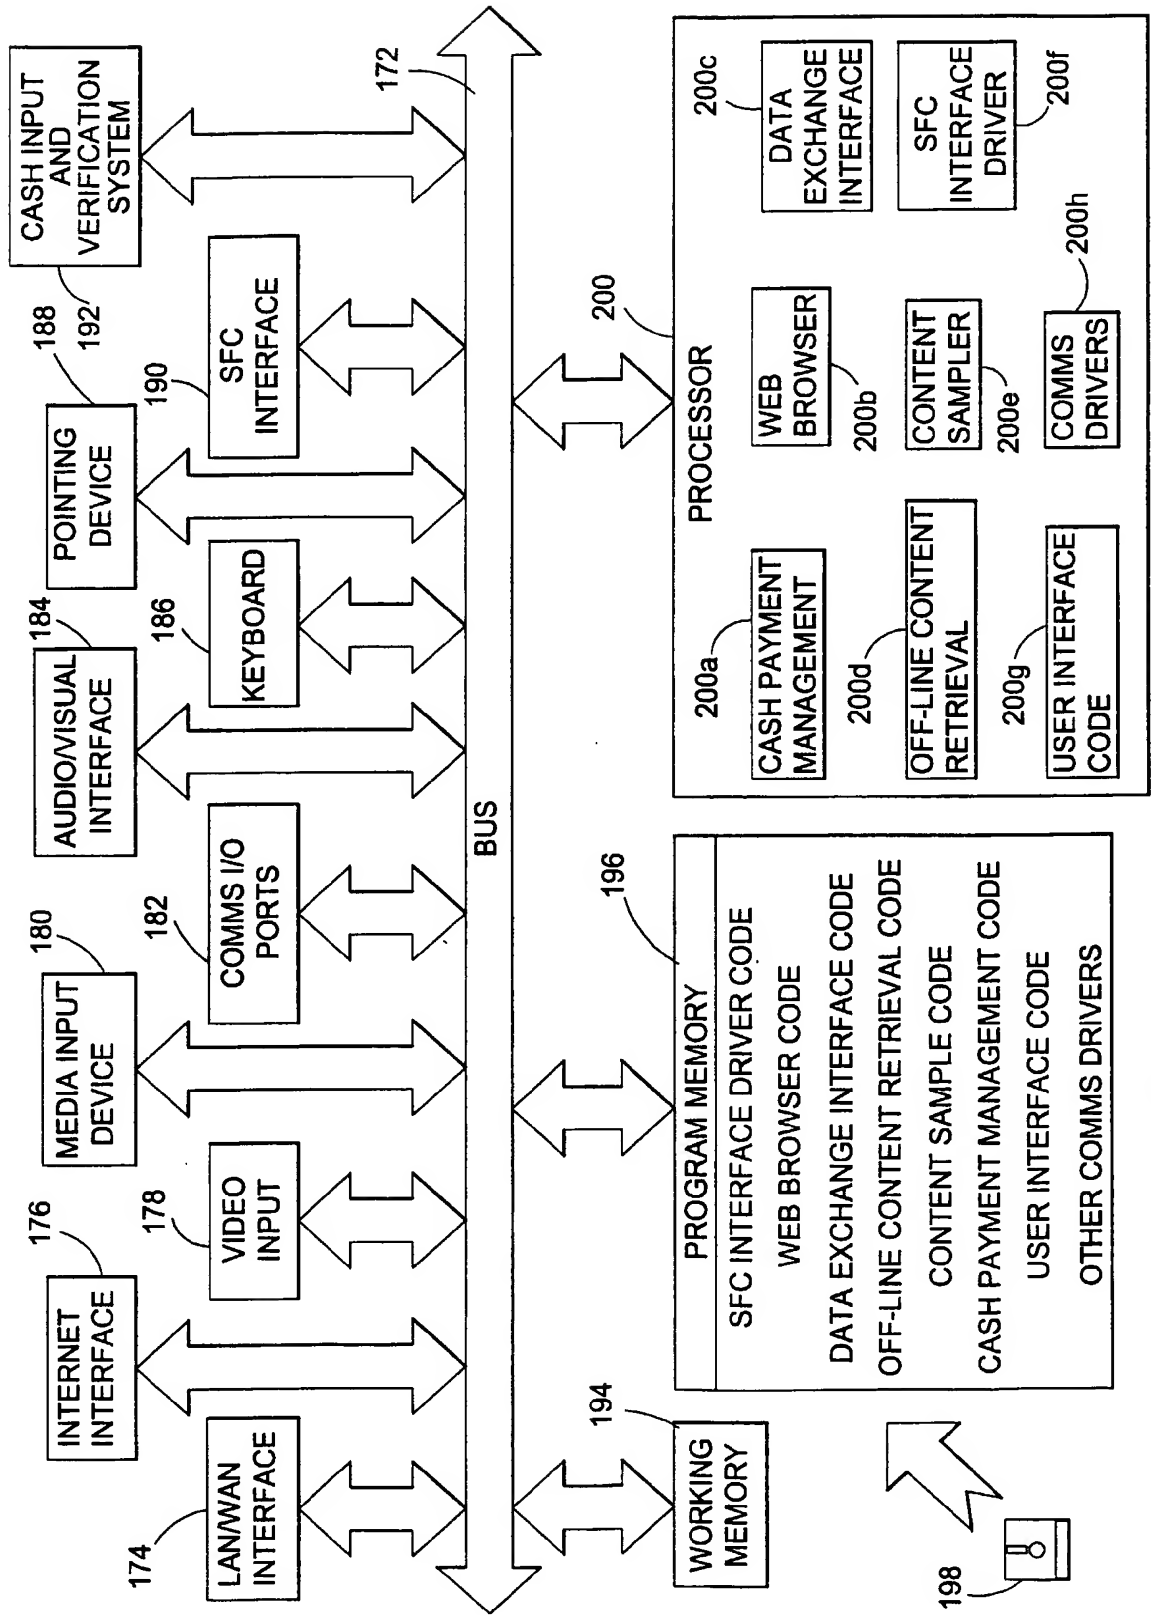 176
INTERNET
INTERFACE
180
MEDIA INPUT
DEVICE
184
AUDIO/VISUAL
INTERFACE
188
POINTING
DEVICE
192
CASH INPUT
AND
VERIFICATION
SYSTEM
174
LAN/WAN
INTERFACE
178
VIDEO
INPUT
182
COMMS I/O
PORTS
186
KEYBOARD
190
SFC
INTERFACE
172
BUS
194
WORKING
MEMORY
198
196
PROGRAM MEMORY
SFC INTERFACE DRIVER CODE
WEB BROWSER CODE
DATA EXCHANGE INTERFACE CODE
OFF-LINE CONTENT RETRIEVAL CODE
CONTENT SAMPLE CODE
CASH PAYMENT MANAGEMENT CODE
USER INTERFACE CODE
OTHER COMMS DRIVERS
200
PROCESSOR
200a
CASH PAYMENT
MANAGEMENT
WEB
BROWSER
200b
200c
DATA
EXCHANGE
INTERFACE
200d
OFF-LINE CONTENT
RETRIEVAL
CONTENT
SAMPLER
200e
SFC
INTERFACE
DRIVER
200f
200g
USER INTERFACE
CODE
COMMS
DRIVERS
200h